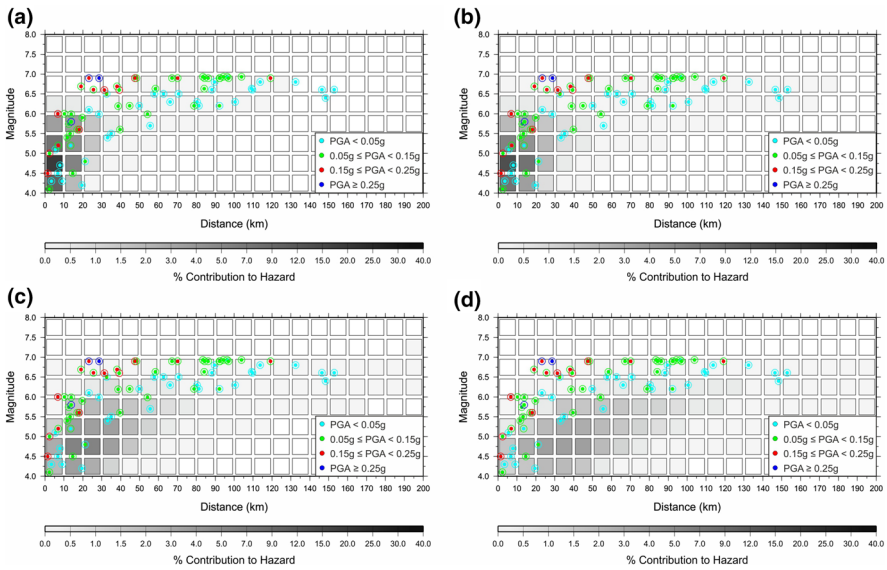 (a)
8.0
7.5
7.0
6.5
6.0
5.5
5.0
4.5
4.0
Magnitude
PGA < 0.05g
0.05g ≤ PGA < 0.15g
0.15g ≤ PGA < 0.25g
PGA ≥ 0.25g
0 10 20 30 40 50 60 70 80 90 100 110 120 130 140 150 160 170 180 190 200
Distance (km)
0.0 0.5 1.0 1.5 2.0 3.0 4.0 5.0 7.0 9.0 12.0 15.0 20.0 25.0 30.0 40.0
% Contribution to Hazard
(b)
8.0
7.5
7.0
6.5
6.0
5.5
5.0
4.5
4.0
Magnitude
PGA < 0.05g
0.05g ≤ PGA < 0.15g
0.15g ≤ PGA < 0.25g
PGA ≥ 0.25g
0 10 20 30 40 50 60 70 80 90 100 110 120 130 140 150 160 170 180 190 200
Distance (km)
0.0 0.5 1.0 1.5 2.0 3.0 4.0 5.0 7.0 9.0 12.0 15.0 20.0 25.0 30.0 40.0
% Contribution to Hazard
(c)
8.0
7.5
7.0
6.5
6.0
5.5
5.0
4.5
4.0
Magnitude
PGA < 0.05g
0.05g ≤ PGA < 0.15g
0.15g ≤ PGA < 0.25g
PGA ≥ 0.25g
0 10 20 30 40 50 60 70 80 90 100 110 120 130 140 150 160 170 180 190 200
Distance (km)
0.0 0.5 1.0 1.5 2.0 3.0 4.0 5.0 7.0 9.0 12.0 15.0 20.0 25.0 30.0 40.0
% Contribution to Hazard
(d)
8.0
7.5
7.0
6.5
6.0
5.5
5.0
4.5
4.0
Magnitude
PGA < 0.05g
0.05g ≤ PGA < 0.15g
0.15g ≤ PGA < 0.25g
PGA ≥ 0.25g
0 10 20 30 40 50 60 70 80 90 100 110 120 130 140 150 160 170 180 190 200
Distance (km)
0.0 0.5 1.0 1.5 2.0 3.0 4.0 5.0 7.0 9.0 12.0 15.0 20.0 25.0 30.0 40.0
% Contribution to Hazard